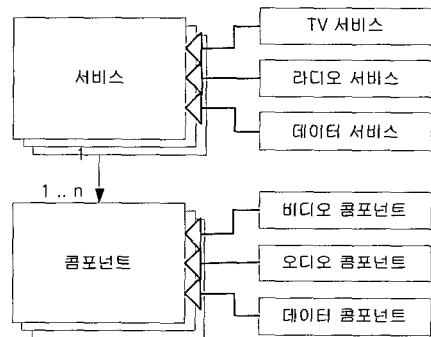 TV 서비스
서비스
라디오 서비스
데이터 서비스
1
1 .. n
비디오 콤포넌트
콤포넌트
오디오 콤포넌트
데이터 콤포넌트